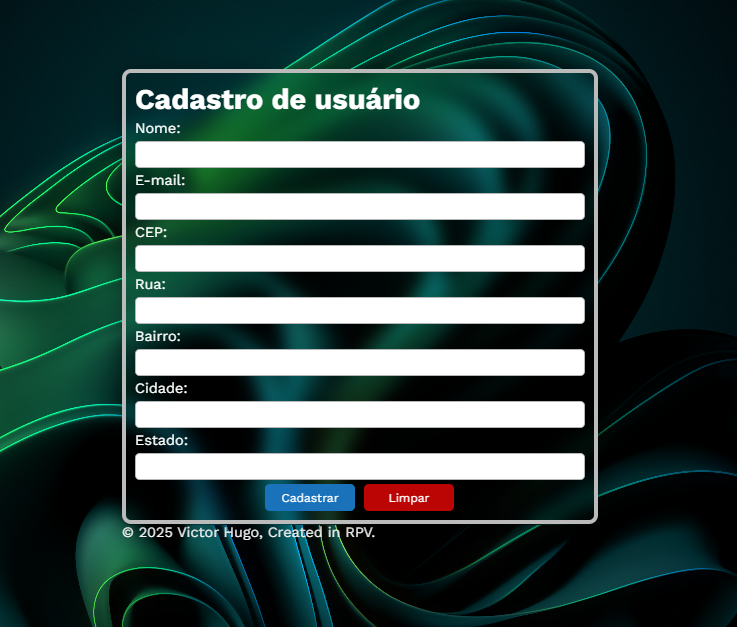 Cadastro de usuário
Nome:
E-mail:
CEP:
Rua:
Bairro:
Cidade:
Estado:
Cadastrar Limpar
© 2025 Victor Hugo, Created in RPV.